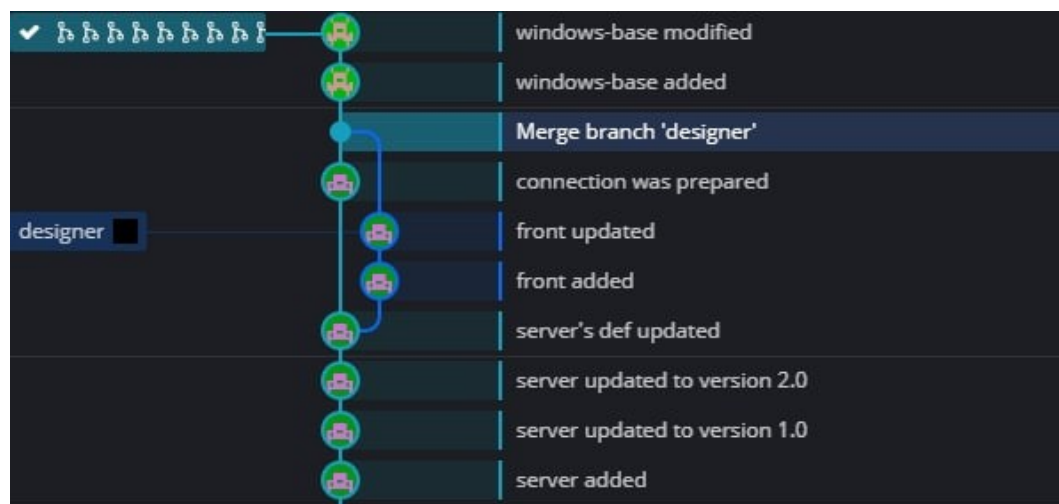 windows-base modified
windows-base added
Merge branch 'designer'
connection was prepared
designer
front updated
front added
server's def updated
server updated to version 2.0
server updated to version 1.0
server added